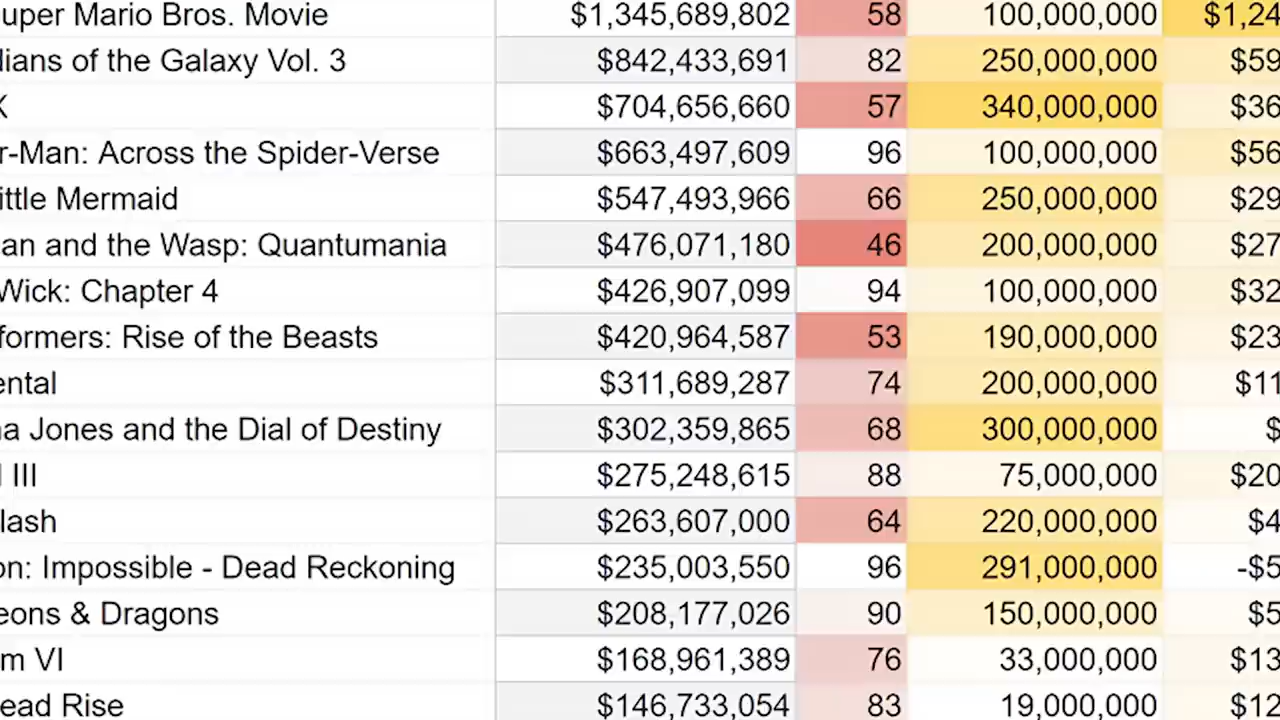 uper Mario Bros. Movie $1,345,689,802 58 100,000,000 $1,24
lians of the Galaxy Vol. 3 $842,433,691 82 250,000,000 $59
X $704,656,660 57 340,000,000 $36
r-Man: Across the Spider-Verse $663,497,609 96 100,000,000 $56
ittle Mermaid $547,493,966 66 250,000,000 $29
an and the Wasp: Quantumania $476,071,180 46 200,000,000 $27
Wick: Chapter 4 $426,907,099 94 100,000,000 $32
formers: Rise of the Beasts $420,964,587 53 190,000,000 $23
ental $311,689,287 74 200,000,000 $11
na Jones and the Dial of Destiny $302,359,865 68 300,000,000 $
III $275,248,615 88 75,000,000 $20
lash $263,607,000 64 220,000,000 $4
on: Impossible - Dead Reckoning $235,003,550 96 291,000,000 -$5
eons & Dragons $208,177,026 90 150,000,000 $5
m VI $168,961,389 76 33,000,000 $13
ead Rise $146,733,054 83 19,000,000 $12